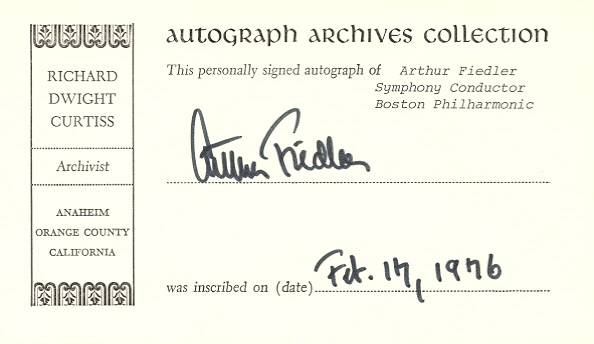 RICHARD
DWIGHT
CURTISS
Archivist
ANAHEIM
ORANGE COUNTY
CALIFORNIA
autograph archives collection
This personally signed autograph of Arthur Fiedler
Symphony Conductor
Boston Philharmonic
Arthur Fiedler
was inscribed on (date) Feb. 17, 1976